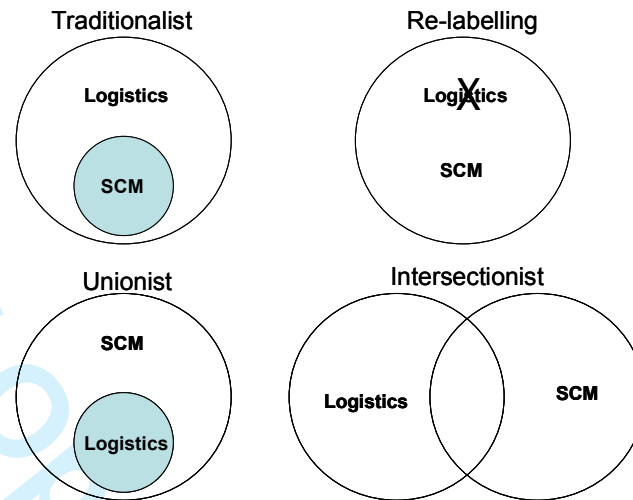 Traditionalist
Re-labelling
Logistics
SCM
Logistics
X
SCM
Unionist
Intersectionist
SCM
Logistics
Logistics
SCM